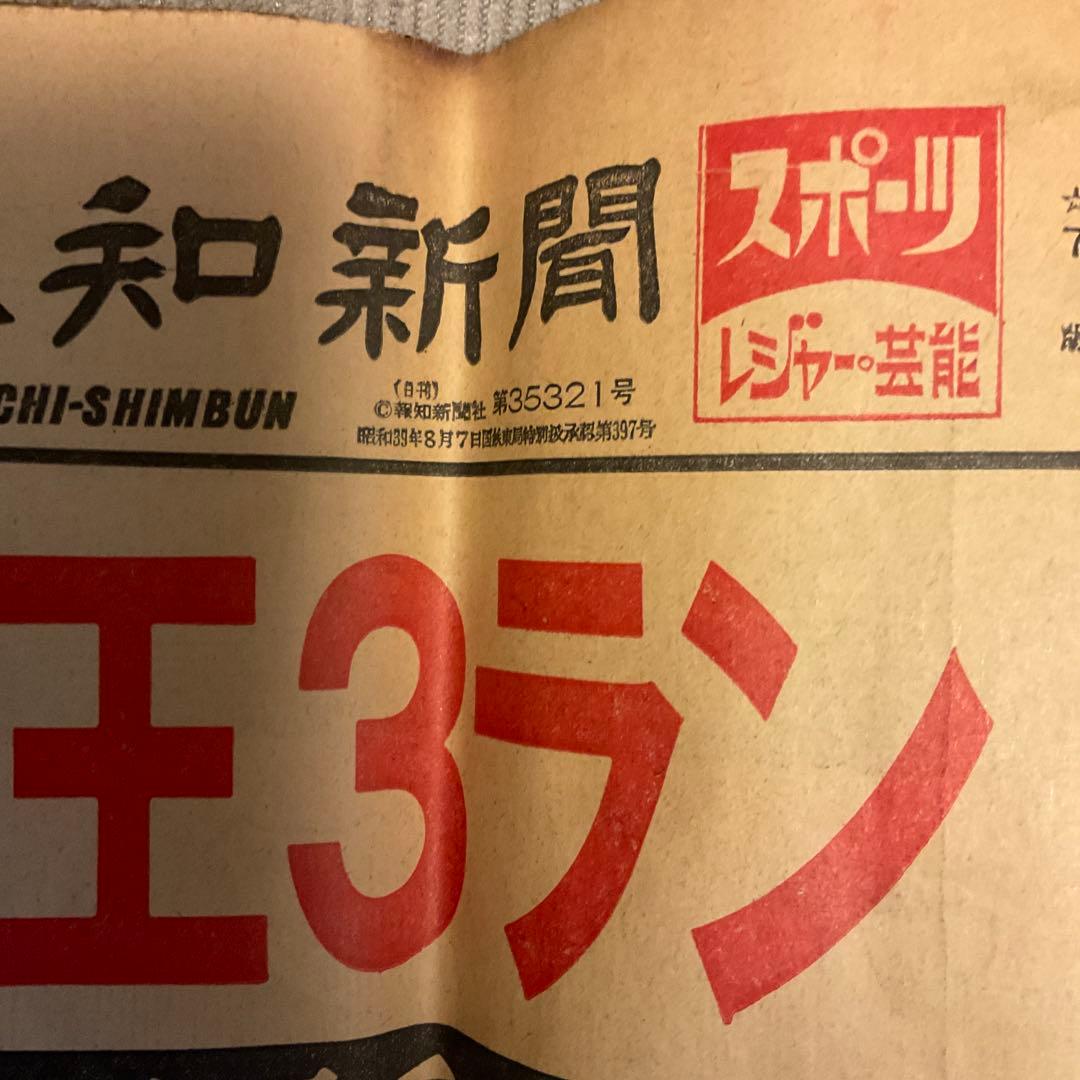 知新聞
CHI-SHIMBUN
(日刊)
©報知新聞社 第35321号
昭和39年8月7日国鉄東局特別扱承認第397号
スポーツ
レジャー・芸能
王3ラン